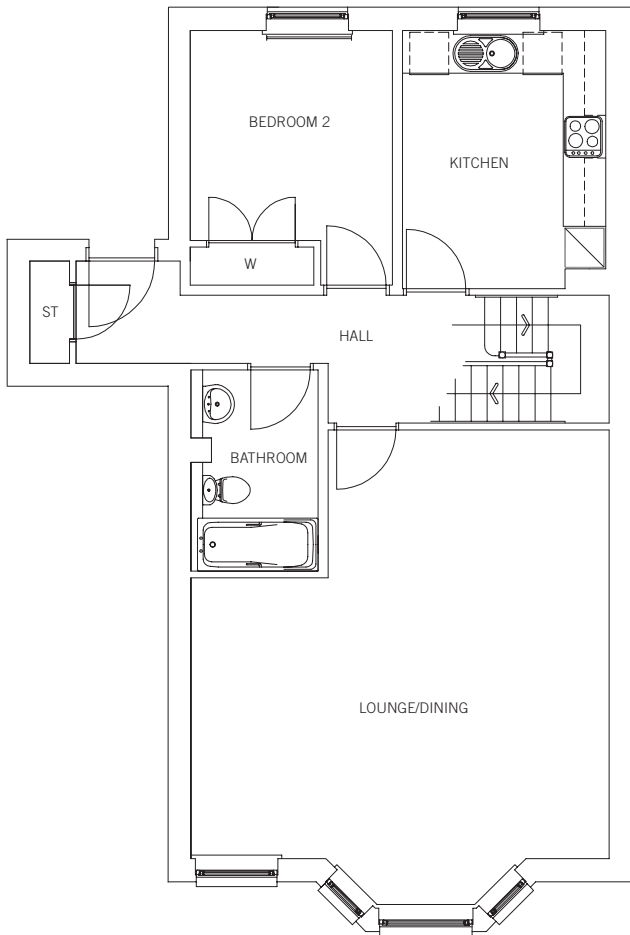 BEDROOM 2
KITCHEN
W
ST
HALL
BATHROOM
LOUNGE/DINING